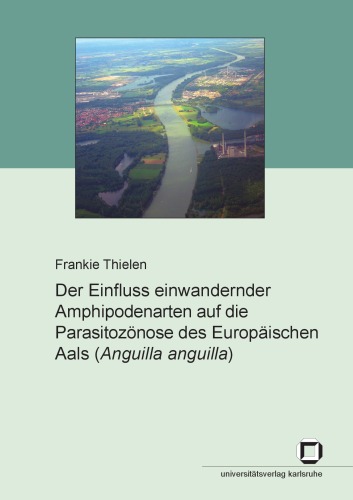 Frankie Thielen
Der Einfluss einwandernder
Amphipodenarten auf die
Parasitozönose des Europäischen
Aals (Anguilla anguilla)
universitätsverlag karlsruhe